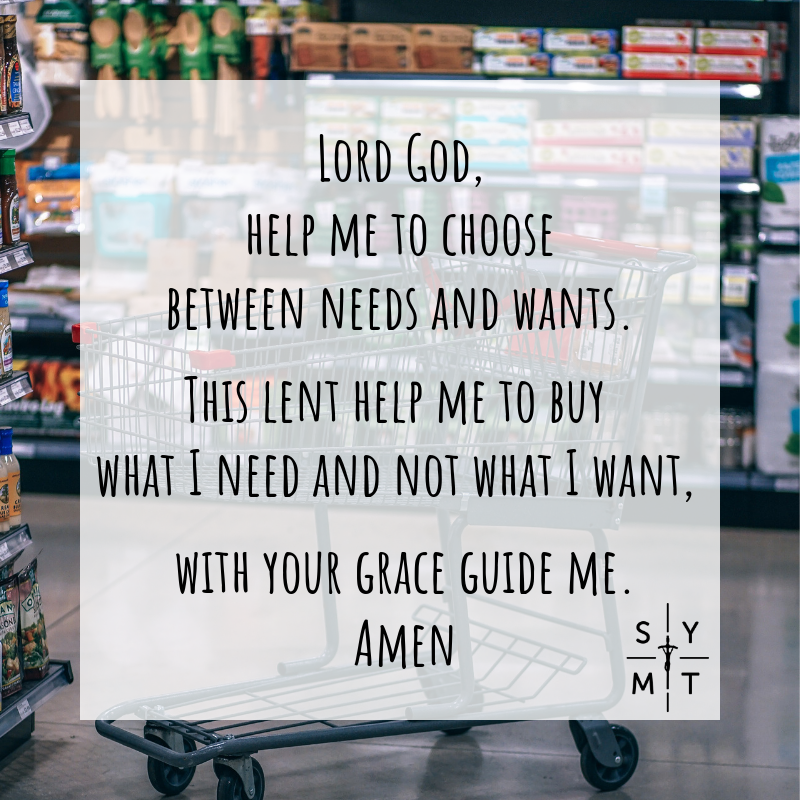 Lord God,
help me to choose
between needs and wants.
This Lent help me to buy
what I need and not what I want,
with your grace guide me.
Amen
S Y
M T